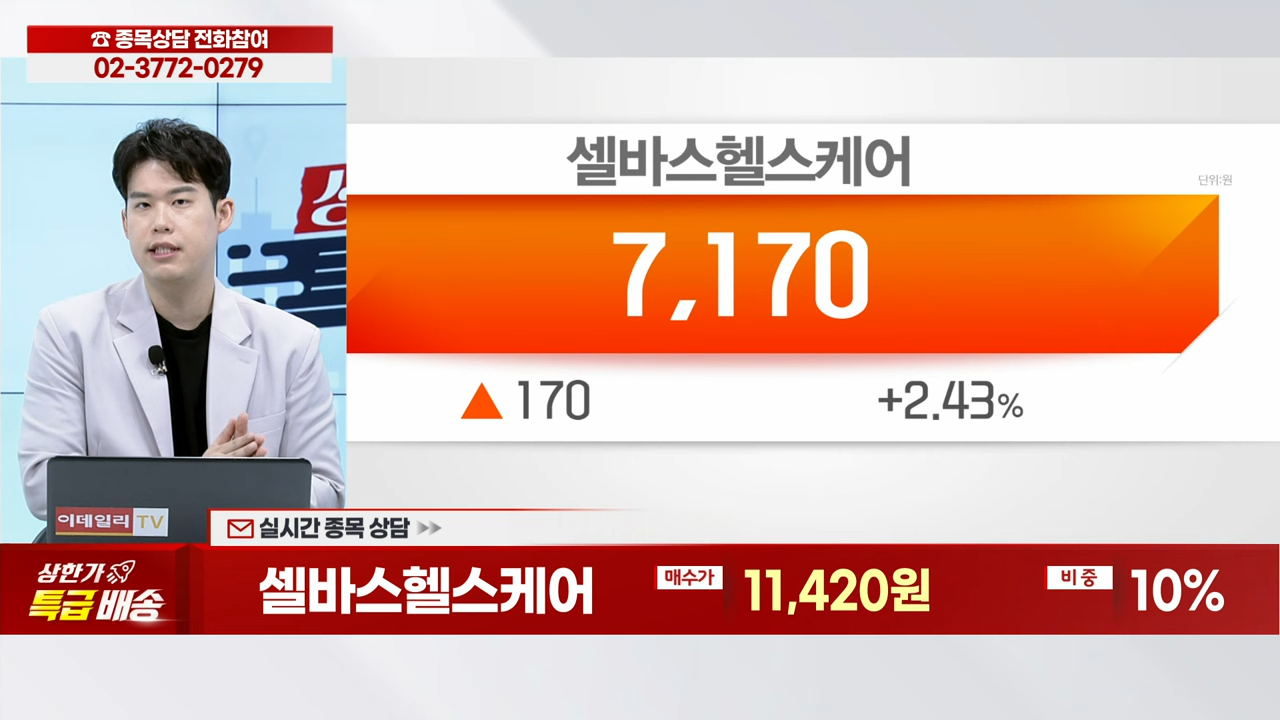 ☎ 종목상담 전화참여
02-3772-0279
셀바스헬스케어
단위:원
7,170
▲ 170
+2.43%
이데일리 TV
실시간 종목 상담
상한가
특급 배송
셀바스헬스케어
매수가 11,420원
비중 10%